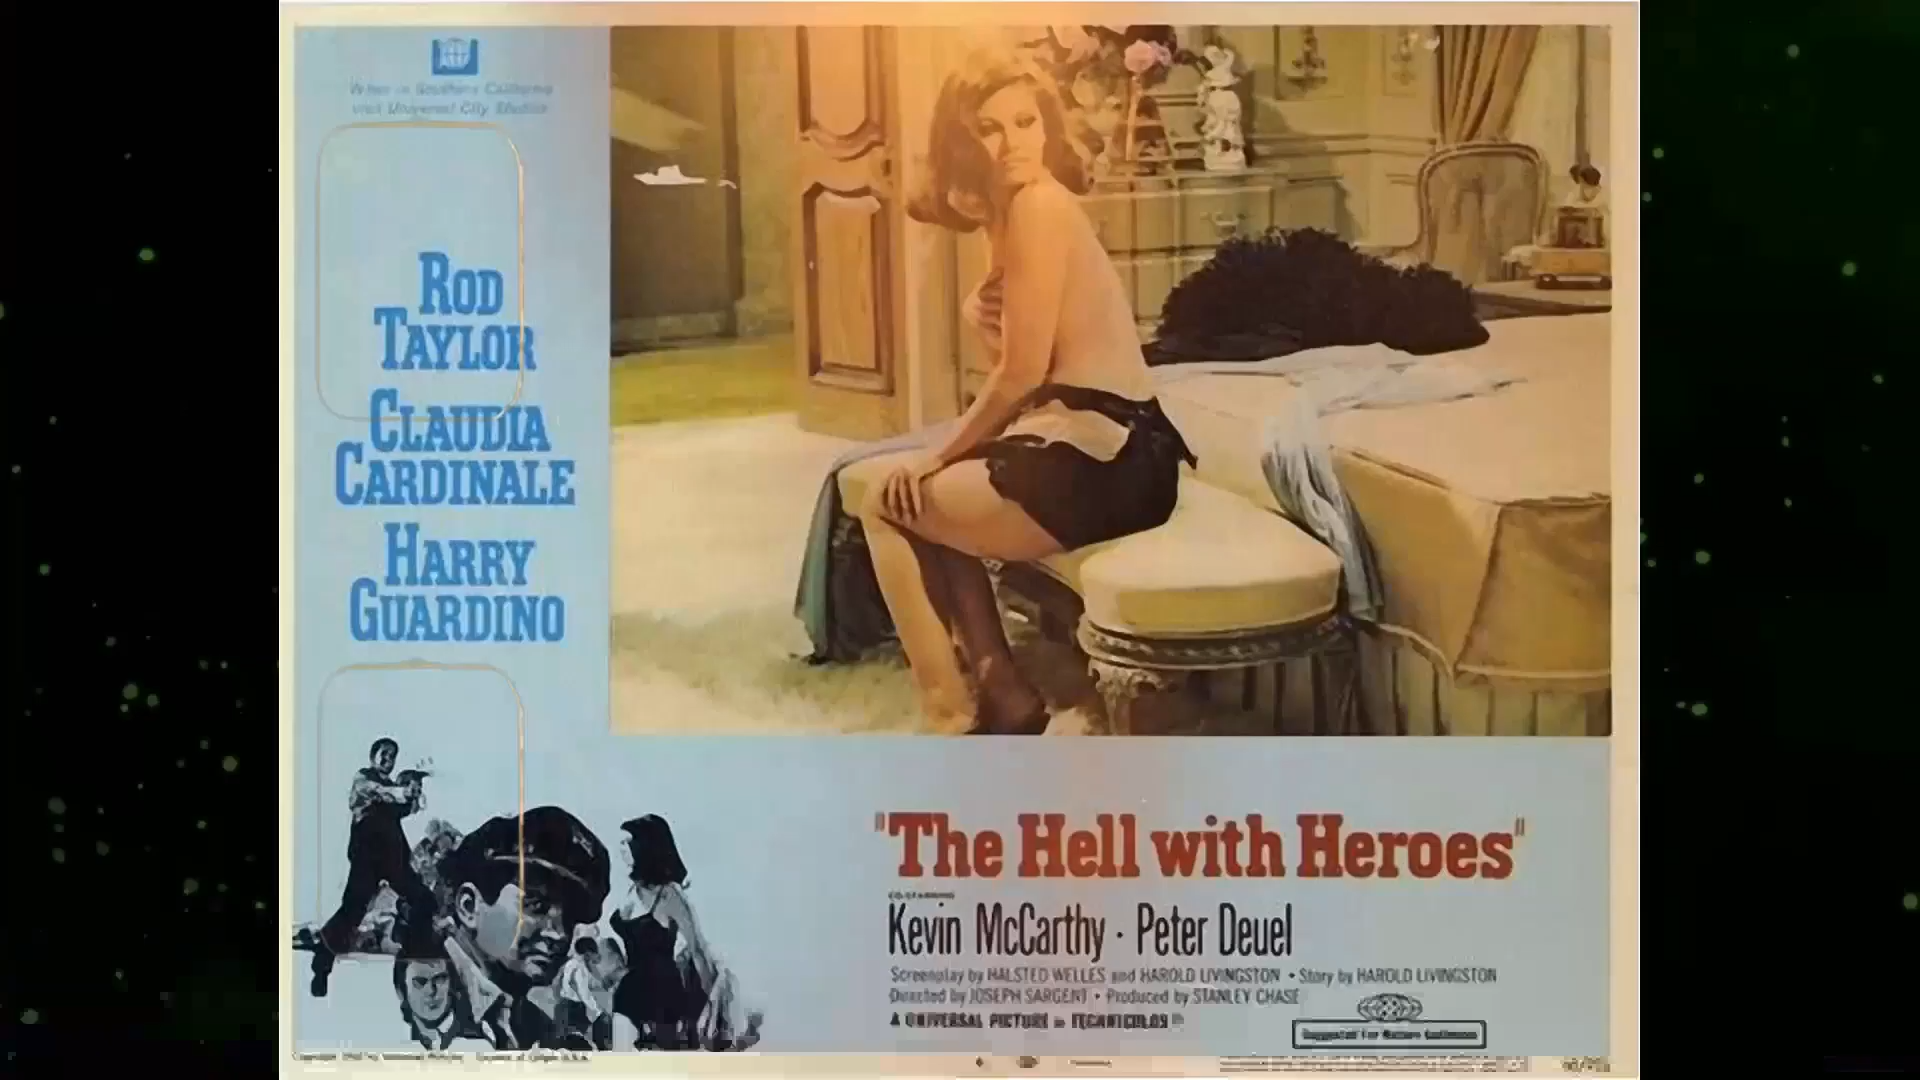 When in Southern California
visit Universal City Studios
ROD
TAYLOR
CLAUDIA
CARDINALE
HARRY
GUARDINO
"The Hell with Heroes"
CO-STARRING
Kevin McCarthy · Peter Deuel
Screenplay by HALSTED WELLES and HAROLD LIVINGSTON • Story by HAROLD LIVINGSTON
Directed by JOSEPH SARGENT • Produced by STANLEY CHASE
A UNIVERSAL PICTURE in TECHNICOLOR®
Suggested For Mature Audiences